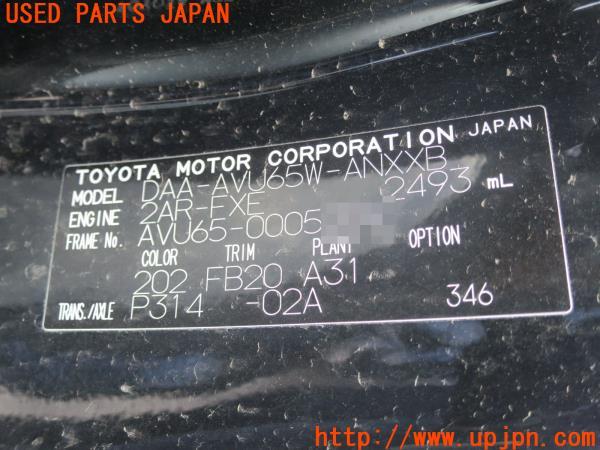 USED PARTS JAPAN
TOYOTA MOTOR CORPORATION JAPAN
MODEL DAA-AVU65W-ANXXB
ENGINE 2AR-FXE 2493 mL
FRAME No. AVU65-0005
COLOR TRIM PLANT OPTION
202 FB20 A31
TRANS./AXLE P314 -02A 346
http://www.upjpn.com